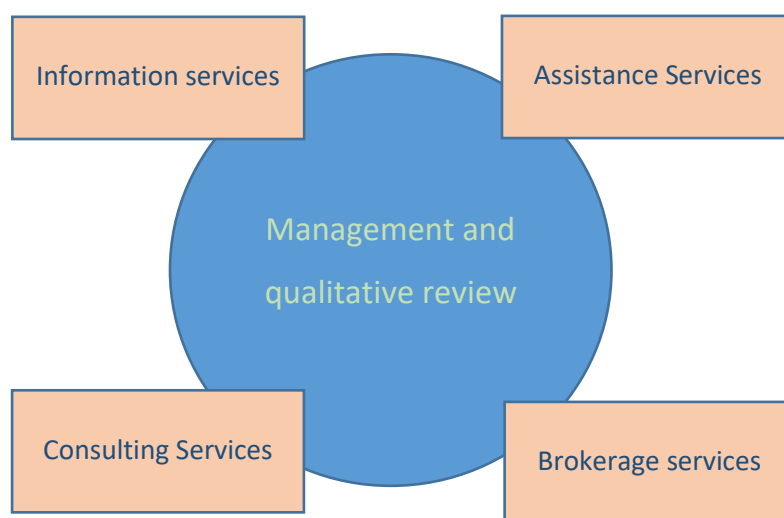 Information services
Assistance Services
Management and
qualitative review
Consulting Services
Brokerage services